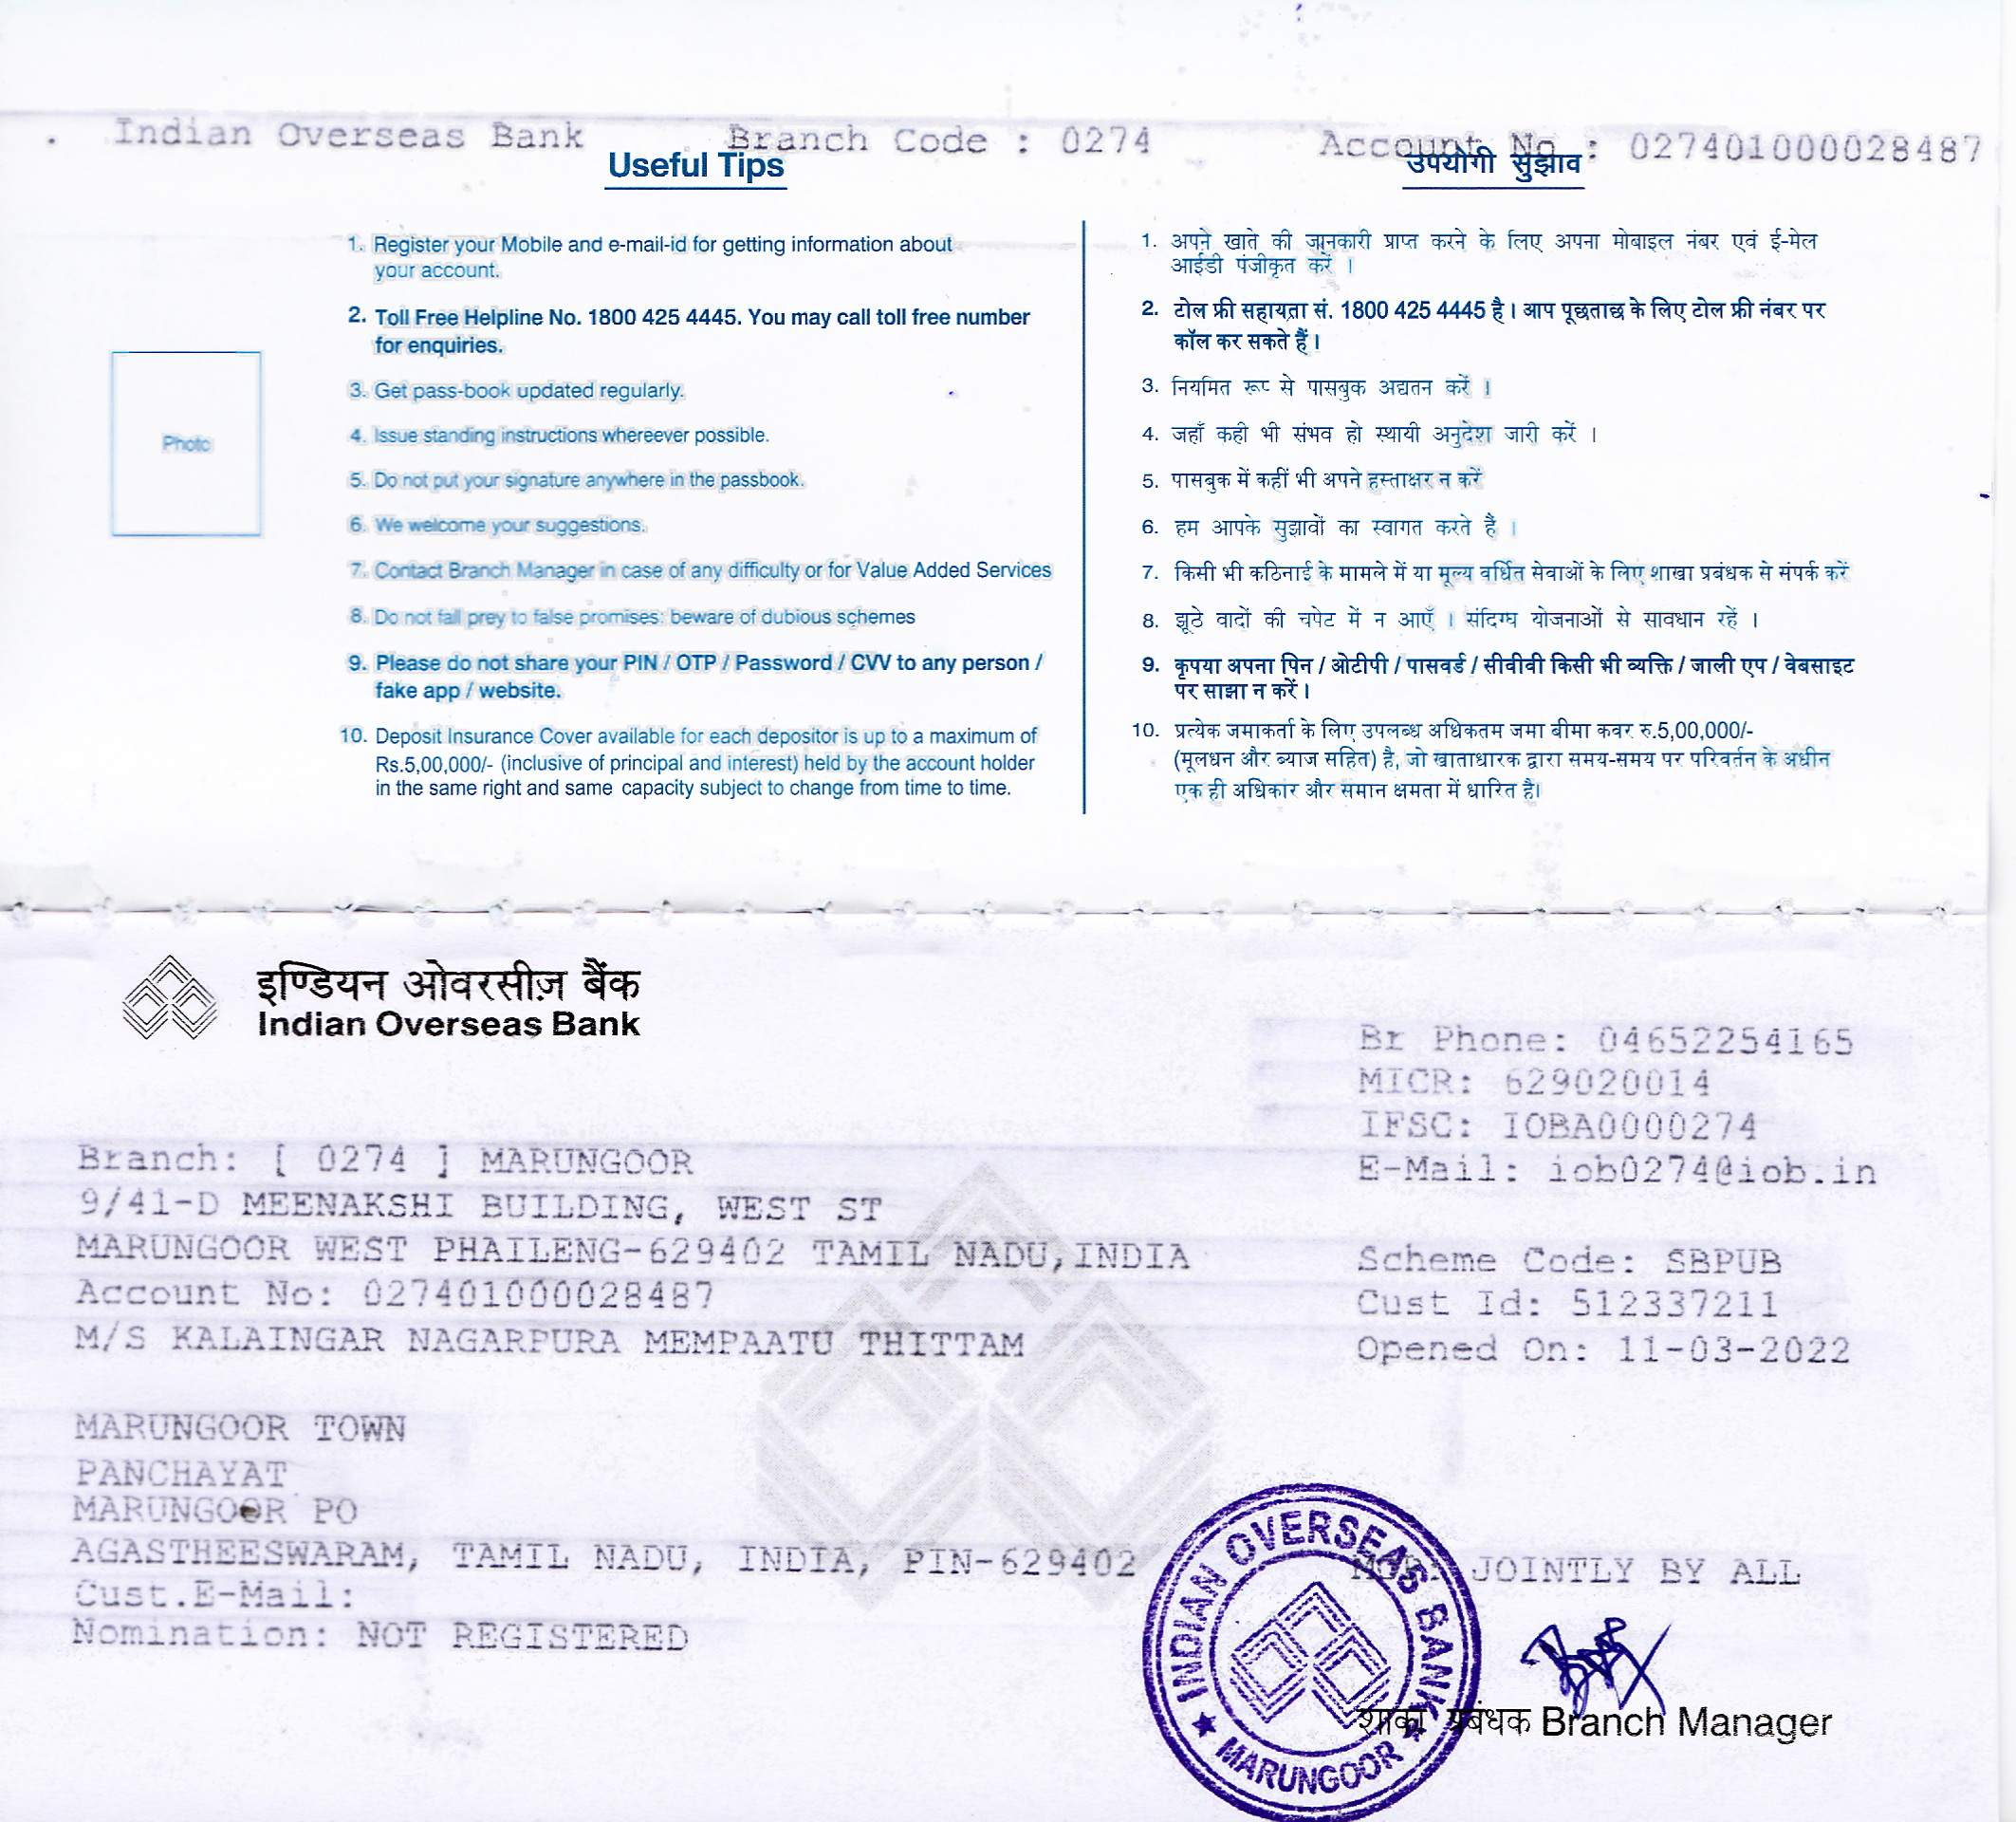 . Indian Overseas Bank Branch Code : 0274 Account No : 027401000028487
Useful Tips
1. Register your Mobile and e-mail-id for getting information about
your account.
2. Toll Free Helpline No. 1800 425 4445. You may call toll free number
for enquiries.
3. Get pass-book updated regularly.
4. Issue standing instructions whereever possible.
5. Do not put your signature anywhere in the passbook.
6. We welcome your suggestions.
7. Contact Branch Manager in case of any difficulty or for Value Added Services
8. Do not fall prey to false promises: beware of dubious schemes
9. Please do not share your PIN / OTP / Password / CVV to any person /
fake app / website.
10. Deposit Insurance Cover available for each depositor is up to a maximum of
Rs.5,00,000/- (inclusive of principal and interest) held by the account holder
in the same right and same capacity subject to change from time to time.
Photo
उपयोगी सुझाव
1. अपने खाते की जानकारी प्राप्त करने के लिए अपना मोबाइल नंबर एवं ई-मेल
आईडी पंजीकृत करें ।
2. टोल फ्री सहायता सं. 1800 425 4445 है। आप पूछताछ के लिए टोल फ्री नंबर पर
कॉल कर सकते हैं।
3. नियमित रूप से पासबुक अद्यतन करें ।
4. जहाँ कही भी संभव हो स्थायी अनुदेश जारी करें ।
5. पासबुक में कहीं भी अपने हस्ताक्षर न करें
6. हम आपके सुझावों का स्वागत करते हैं ।
7. किसी भी कठिनाई के मामले में या मूल्य वर्धित सेवाओं के लिए शाखा प्रबंधक से संपर्क करें
8. झूठे वादों की चपेट में न आएँ । संदिग्ध योजनाओं से सावधान रहें ।
9. कृपया अपना पिन / ओटीपी / पासवर्ड / सीवीवी किसी भी व्यक्ति / जाली एप / वेबसाइट
पर साझा न करें।
10. प्रत्येक जमाकर्ता के लिए उपलब्ध अधिकतम जमा बीमा कवर रु.5,00,000/-
(मूलधन और ब्याज सहित) है, जो खाताधारक द्वारा समय-समय पर परिवर्तन के अधीन
एक ही अधिकार और समान क्षमता में धारित है।
इण्डियन ओवरसीज़ बैंक
Indian Overseas Bank
Br Phone: 04652254165
MICR: 629020014
IFSC: IOBA0000274
E-Mail: iob0274@iob.in
Branch: [ 0274 ] MARUNGOOR
9/41-D MEENAKSHI BUILDING, WEST ST
MARUNGOOR WEST PHAILENG-629402 TAMIL NADU,INDIA
Account No: 027401000028487
M/S KALAINGAR NAGARPURA MEMPAATU THITTAM
Scheme Code: SBPUB
Cust Id: 512337211
Opened On: 11-03-2022
MARUNGOOR TOWN
PANCHAYAT
MARUNGOOR PO
AGASTHEESWARAM, TAMIL NADU, INDIA, PIN-629402
Cust.E-Mail:
Nomination: NOT REGISTERED
JOINTLY BY ALL
INDIAN OVERSEAS BANK
★ MARUNGOOR ★
शाखा प्रबंधक Branch Manager